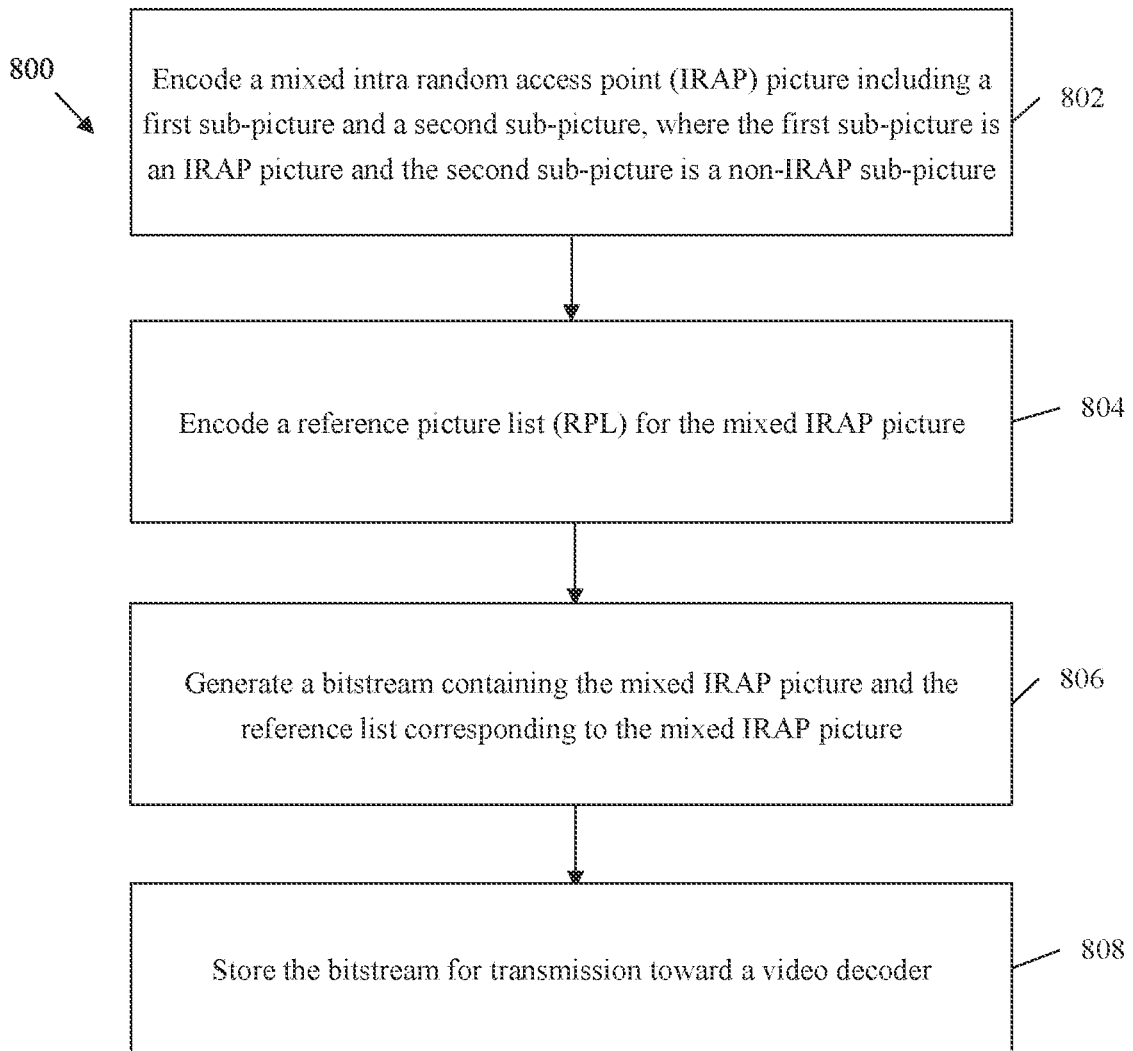 800
Encode a mixed intra random access point (IRAP) picture including a
first sub-picture and a second sub-picture, where the first sub-picture is
an IRAP picture and the second sub-picture is a non-IRAP sub-picture
802
Encode a reference picture list (RPL) for the mixed IRAP picture
804
Generate a bitstream containing the mixed IRAP picture and the
reference list corresponding to the mixed IRAP picture
806
Store the bitstream for transmission toward a video decoder
808